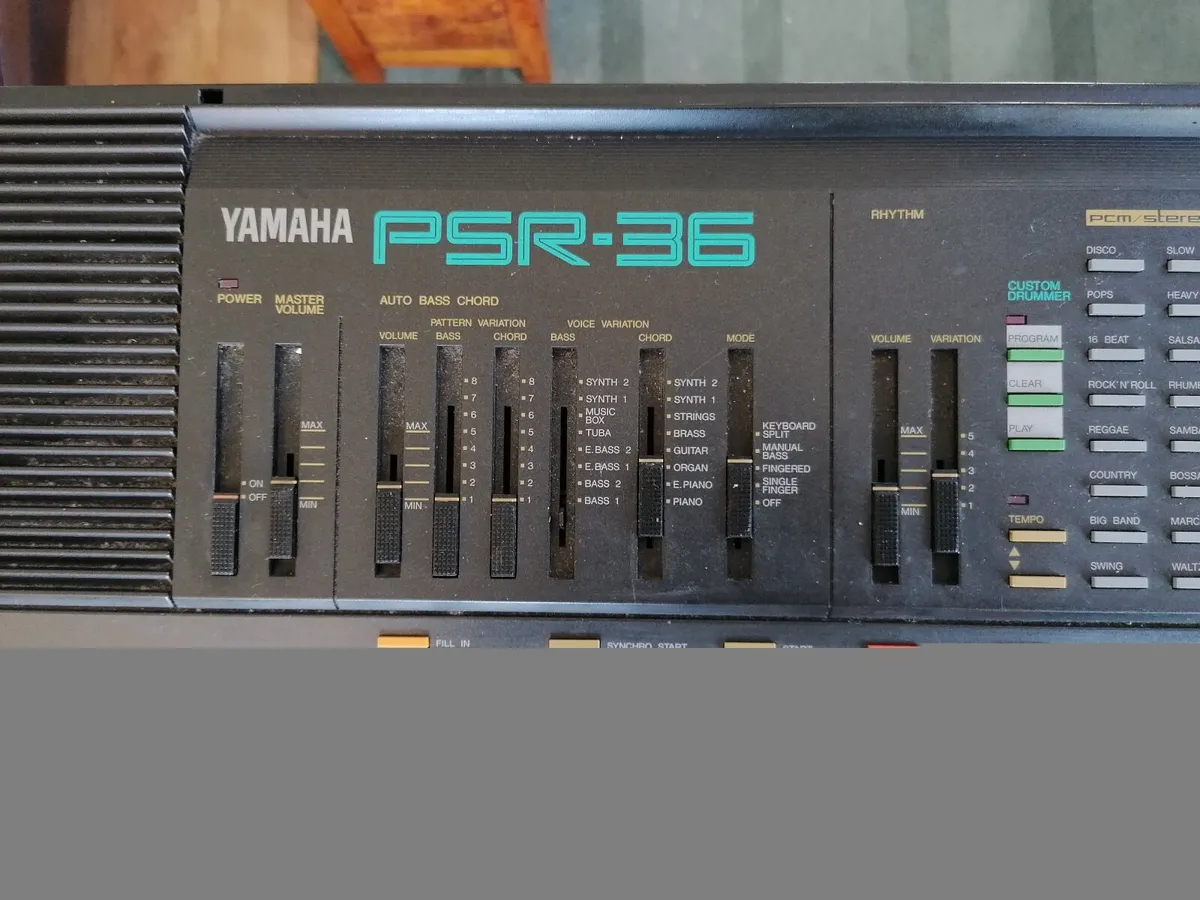 YAMAHA PSR-36
POWER
MASTER
VOLUME
ON
OFF
MAX
MIN
AUTO BASS CHORD
VOLUME
MAX
MIN
PATTERN VARIATION
BASS
8
7
6
5
4
3
2
1
CHORD
8
7
6
5
4
3
2
1
VOICE VARIATION
BASS
SYNTH 2
SYNTH 1
MUSIC
BOX
TUBA
E.BASS 2
E.BASS 1
BASS 2
BASS 1
CHORD
SYNTH 2
SYNTH 1
STRINGS
BRASS
GUITAR
ORGAN
E.PIANO
PIANO
MODE
KEYBOARD
SPLIT
MANUAL
BASS
FINGERED
SINGLE
FINGER
OFF
RHYTHM
VOLUME
MAX
MIN
VARIATION
5
4
3
2
1
CUSTOM
DRUMMER
PROGRAM
CLEAR
PLAY
TEMPO
pcm/stere
DISCO
SLOW
POPS
HEAVY
16 BEAT
SALSA
ROCK'N'ROLL
RHUM
REGGAE
SAMBA
COUNTRY
BOSS
BIG BAND
MARC
SWING
WALTZ
FILL IN
SYNCHRO START